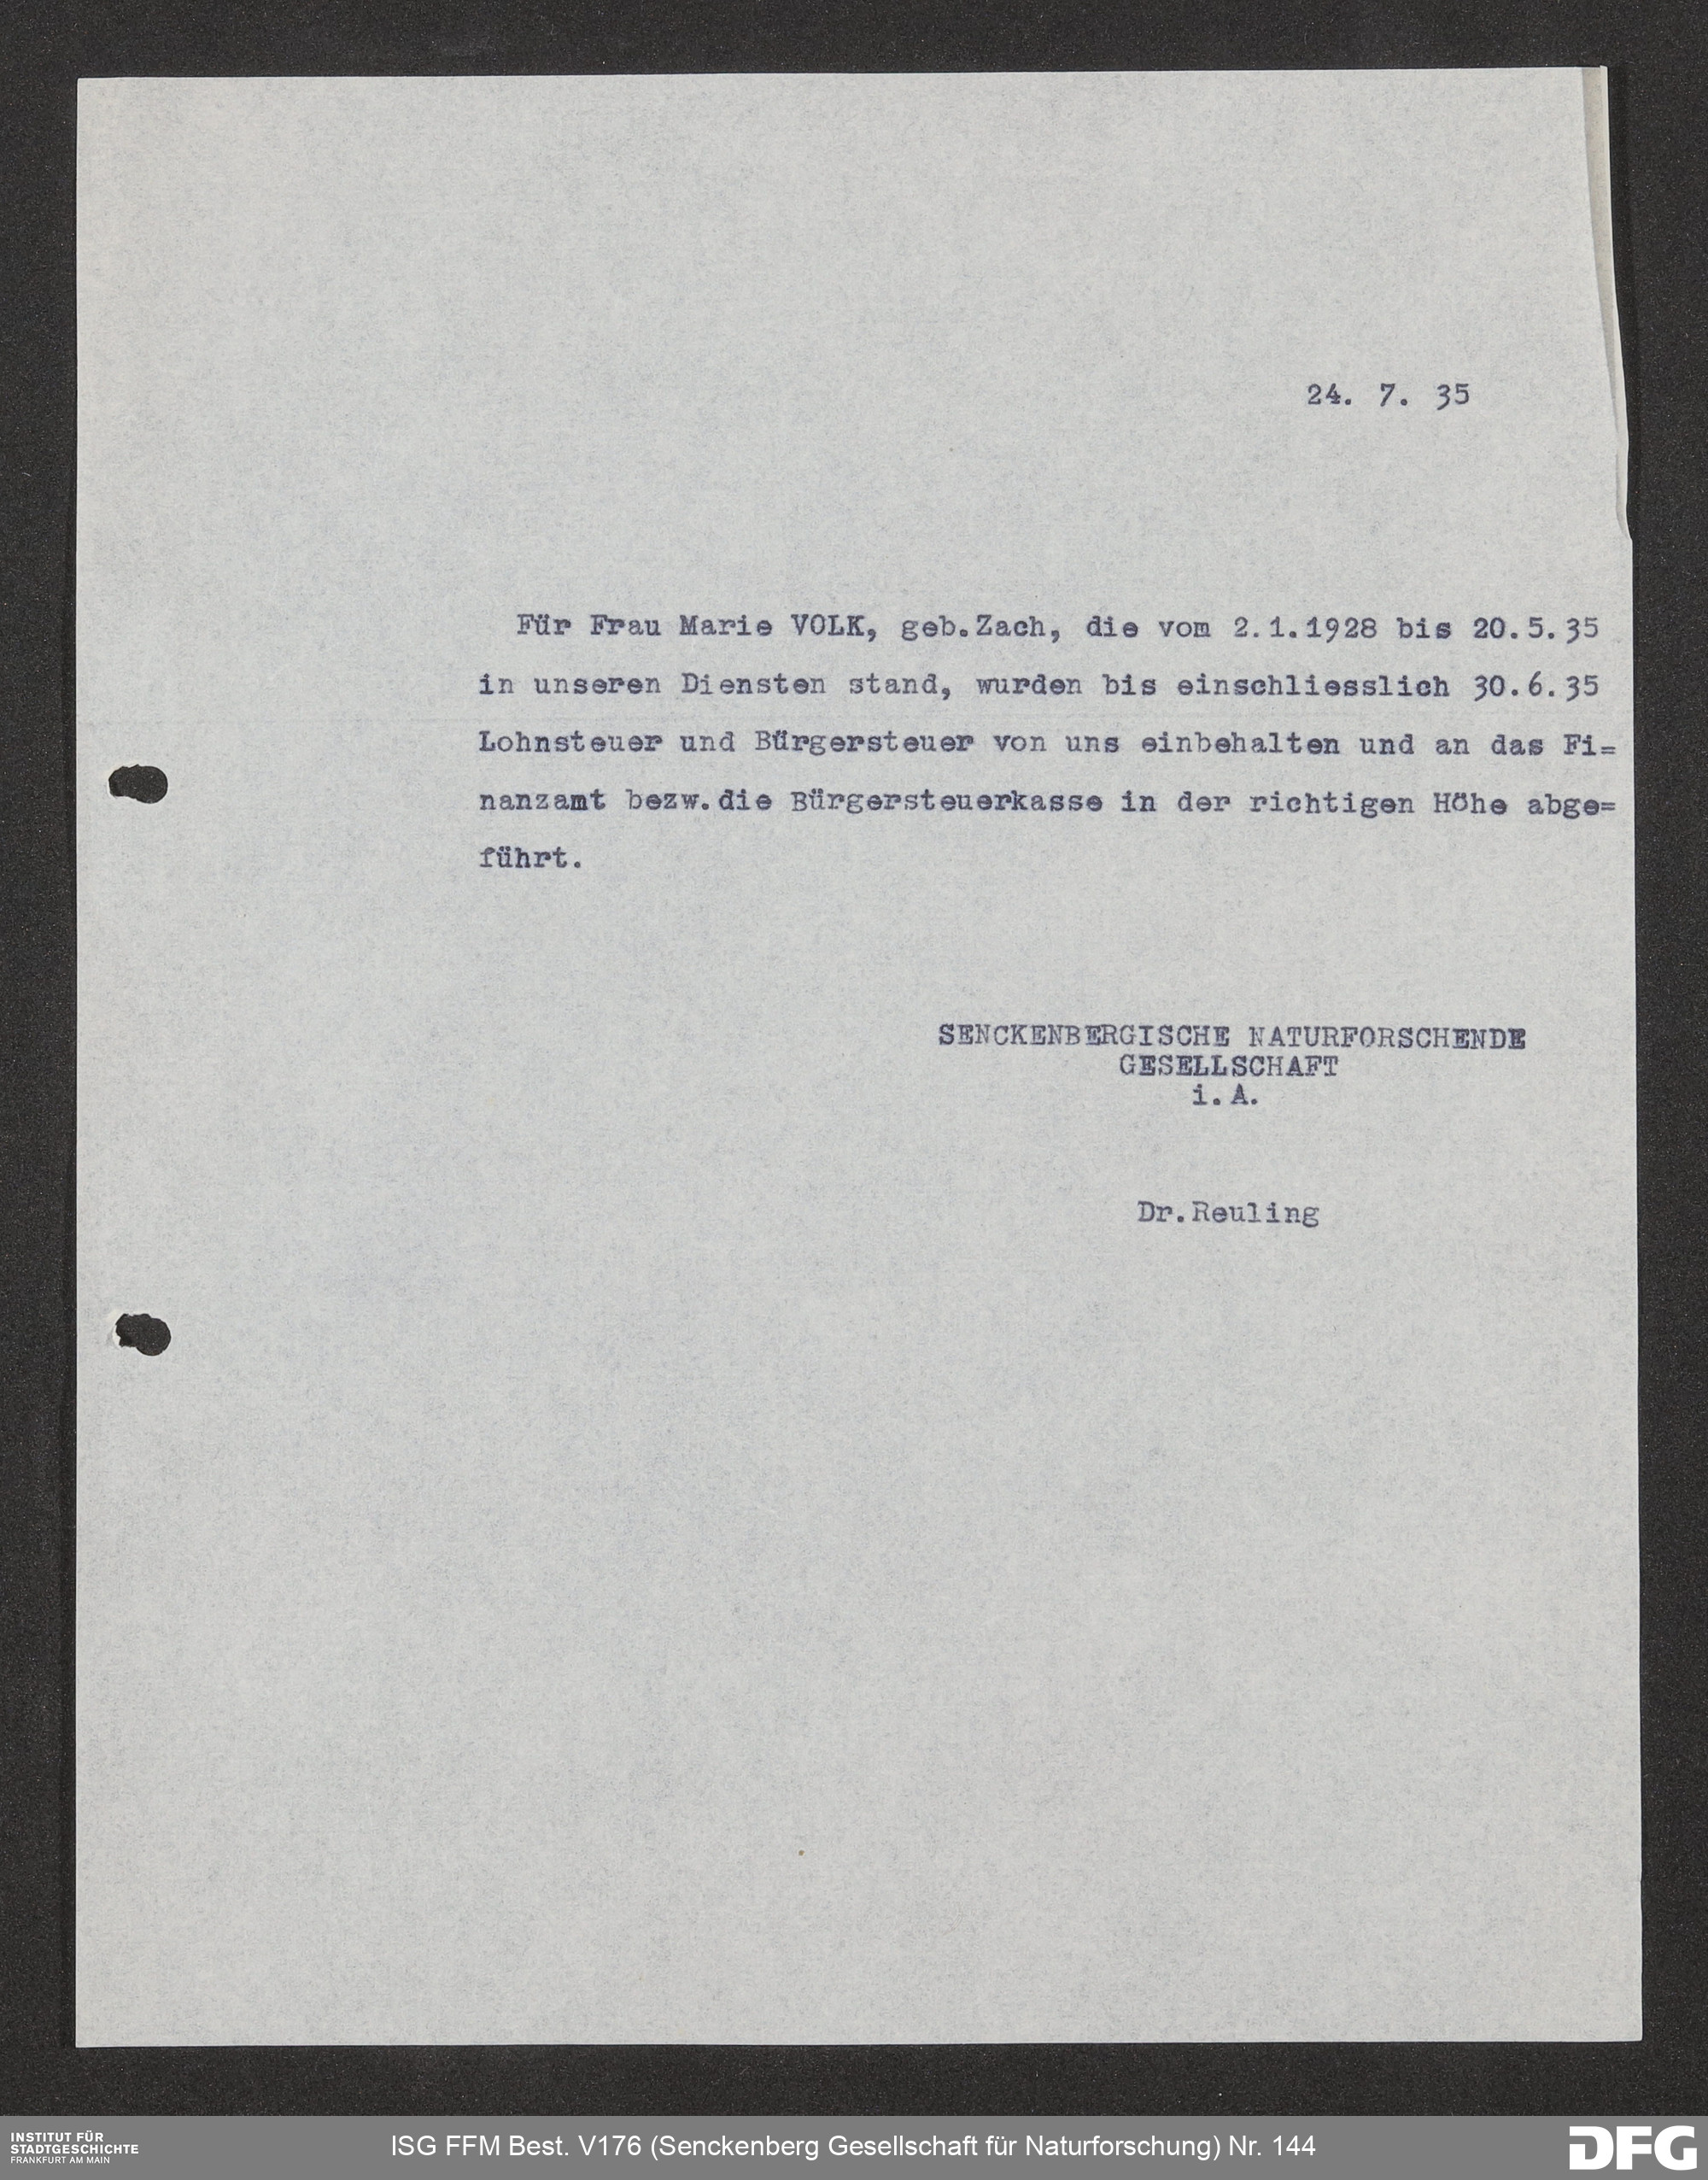 24. 7. 35
Für Frau Marie VOLK, geb.Zach, die vom 2.1.1928 bis 20.5.35
in unseren Diensten stand, wurden bis einschliesslich 30.6.35
Lohnsteuer und Bürgersteuer von uns einbehalten und an das Fi=
nanzamt bezw.die Bürgersteuerkasse in der richtigen Höhe abge=
führt.
SENCKENBERGISCHE NATURFORSCHENDE
GESELLSCHAFT
i.A.
Dr.Reuling
INSTITUT FÜR
STADTGESCHICHTE
FRANKFURT AM MAIN
ISG FFM Best. V176 (Senckenberg Gesellschaft für Naturforschung) Nr. 144
DFG